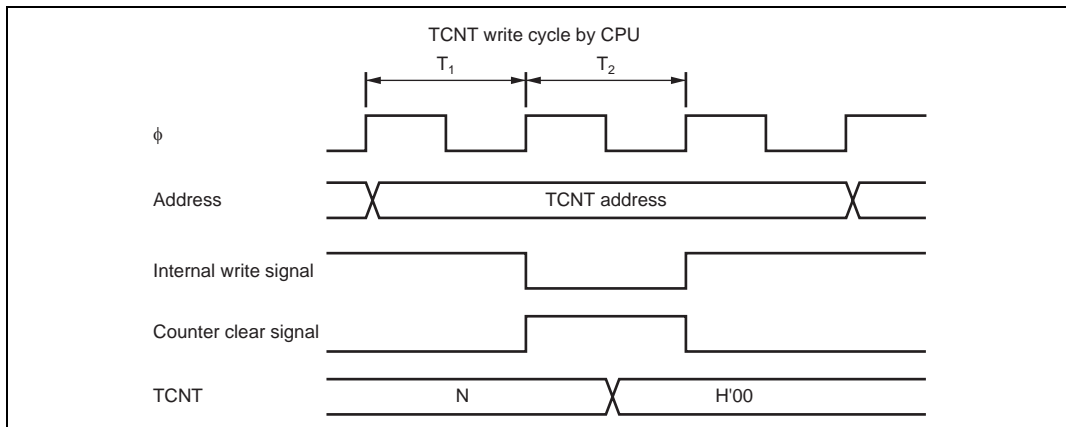 TCNT write cycle by CPU
T1 T2
ϕ
Address TCNT address
Internal write signal
Counter clear signal
TCNT N H'00